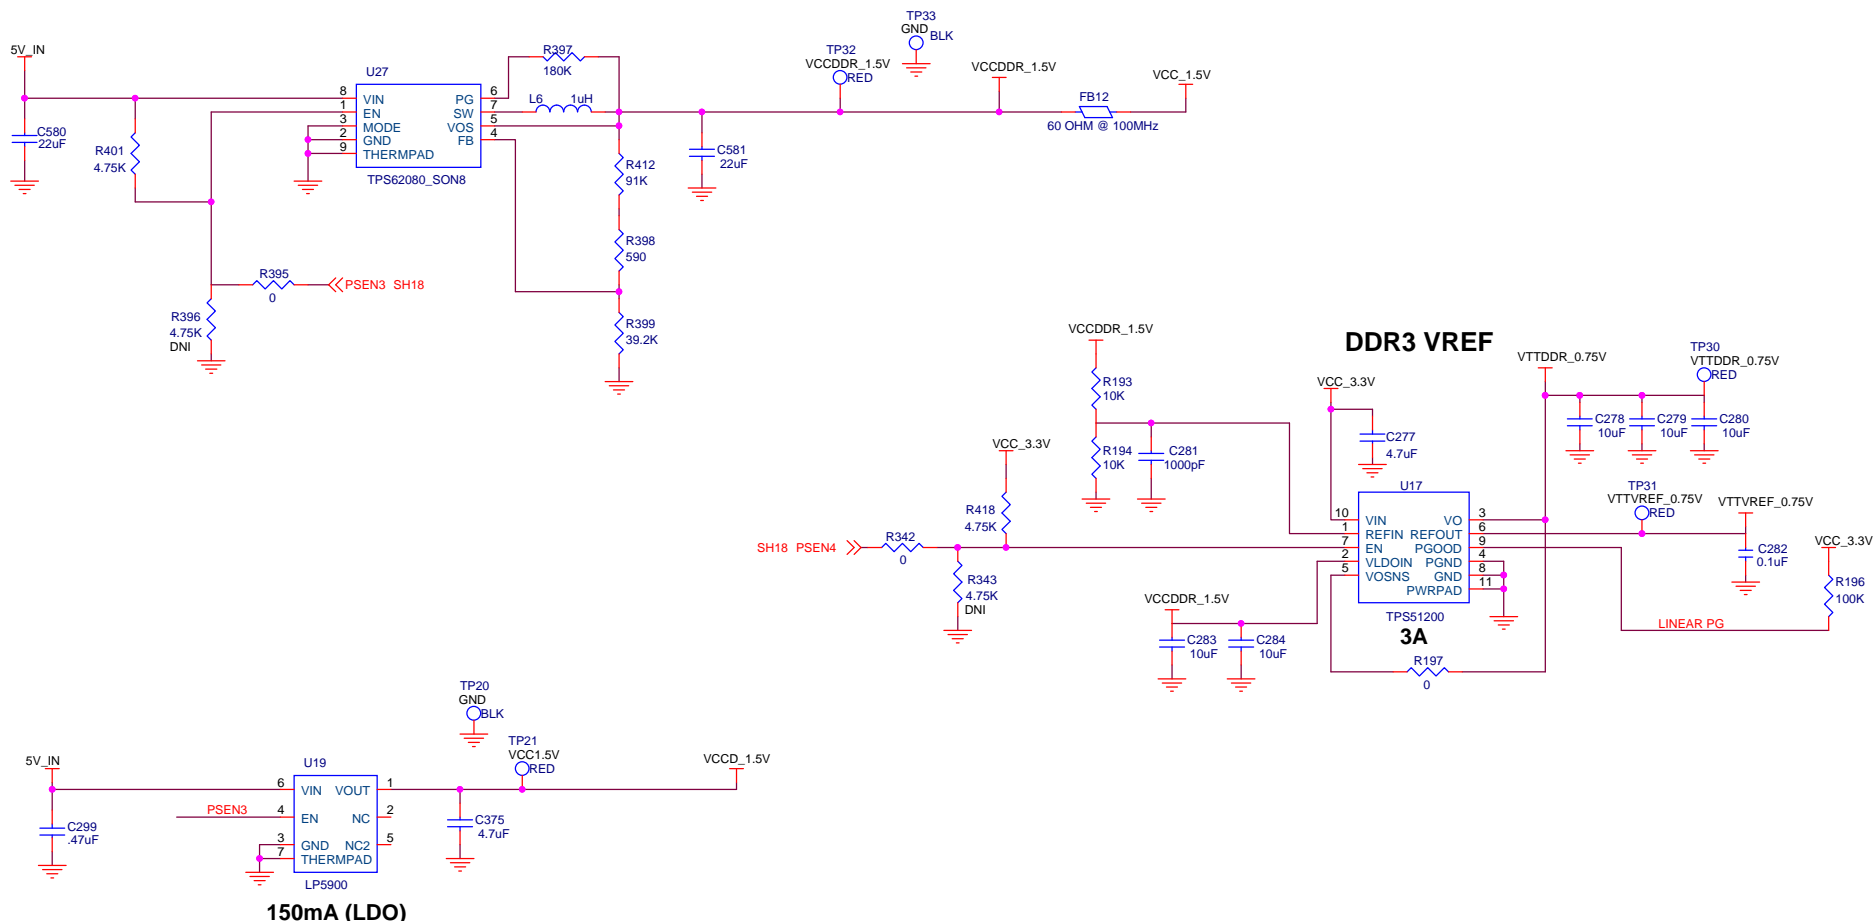 5V_IN
C580
22uF
R401
4.75K
U27
8 VIN PG 6
1 EN SW 7
3 MODE VOS 5
2 GND FB 4
9 THERMPAD
TPS62080_SON8
R397
180K
L6 1uH
R412
91K
R398
590
R399
39.2K
C581
22uF
TP32
VCCDDR_1.5V
RED
TP33
GND
BLK
VCCDDR_1.5V
FB12
60 OHM @ 100MHz
VCC_1.5V
R395
0
PSEN3 SH18
R396
4.75K
DNI
DDR3 VREF
VCCDDR_1.5V
R193
10K
R194
10K
C281
1000pF
VCC_3.3V
C277
4.7uF
VTTDDR_0.75V
TP30
VTTDDR_0.75V
RED
C278
10uF
C279
10uF
C280
10uF
VCC_3.3V
R418
4.75K
SH18 PSEN4
R342
0
R343
4.75K
DNI
U17
10 VIN VO 3
1 REFIN REFOUT 6
7 EN PGOOD 9
2 VLDOIN PGND 4
5 VOSNS GND 8
PWRPAD 11
TPS51200
3A
TP31
VTTVREF_0.75V
RED
VTTVREF_0.75V
C282
0.1uF
VCC_3.3V
R196
100K
LINEAR PG
VCCDDR_1.5V
C283
10uF
C284
10uF
R197
0
TP20
GND
BLK
TP21
VCC1.5V
RED
VCCD_1.5V
5V_IN
C299
.47uF
PSEN3
U19
6 VIN VOUT 1
4 EN NC 2
3 GND NC2 5
7 THERMPAD
LP5900
150mA (LDO)
C375
4.7uF